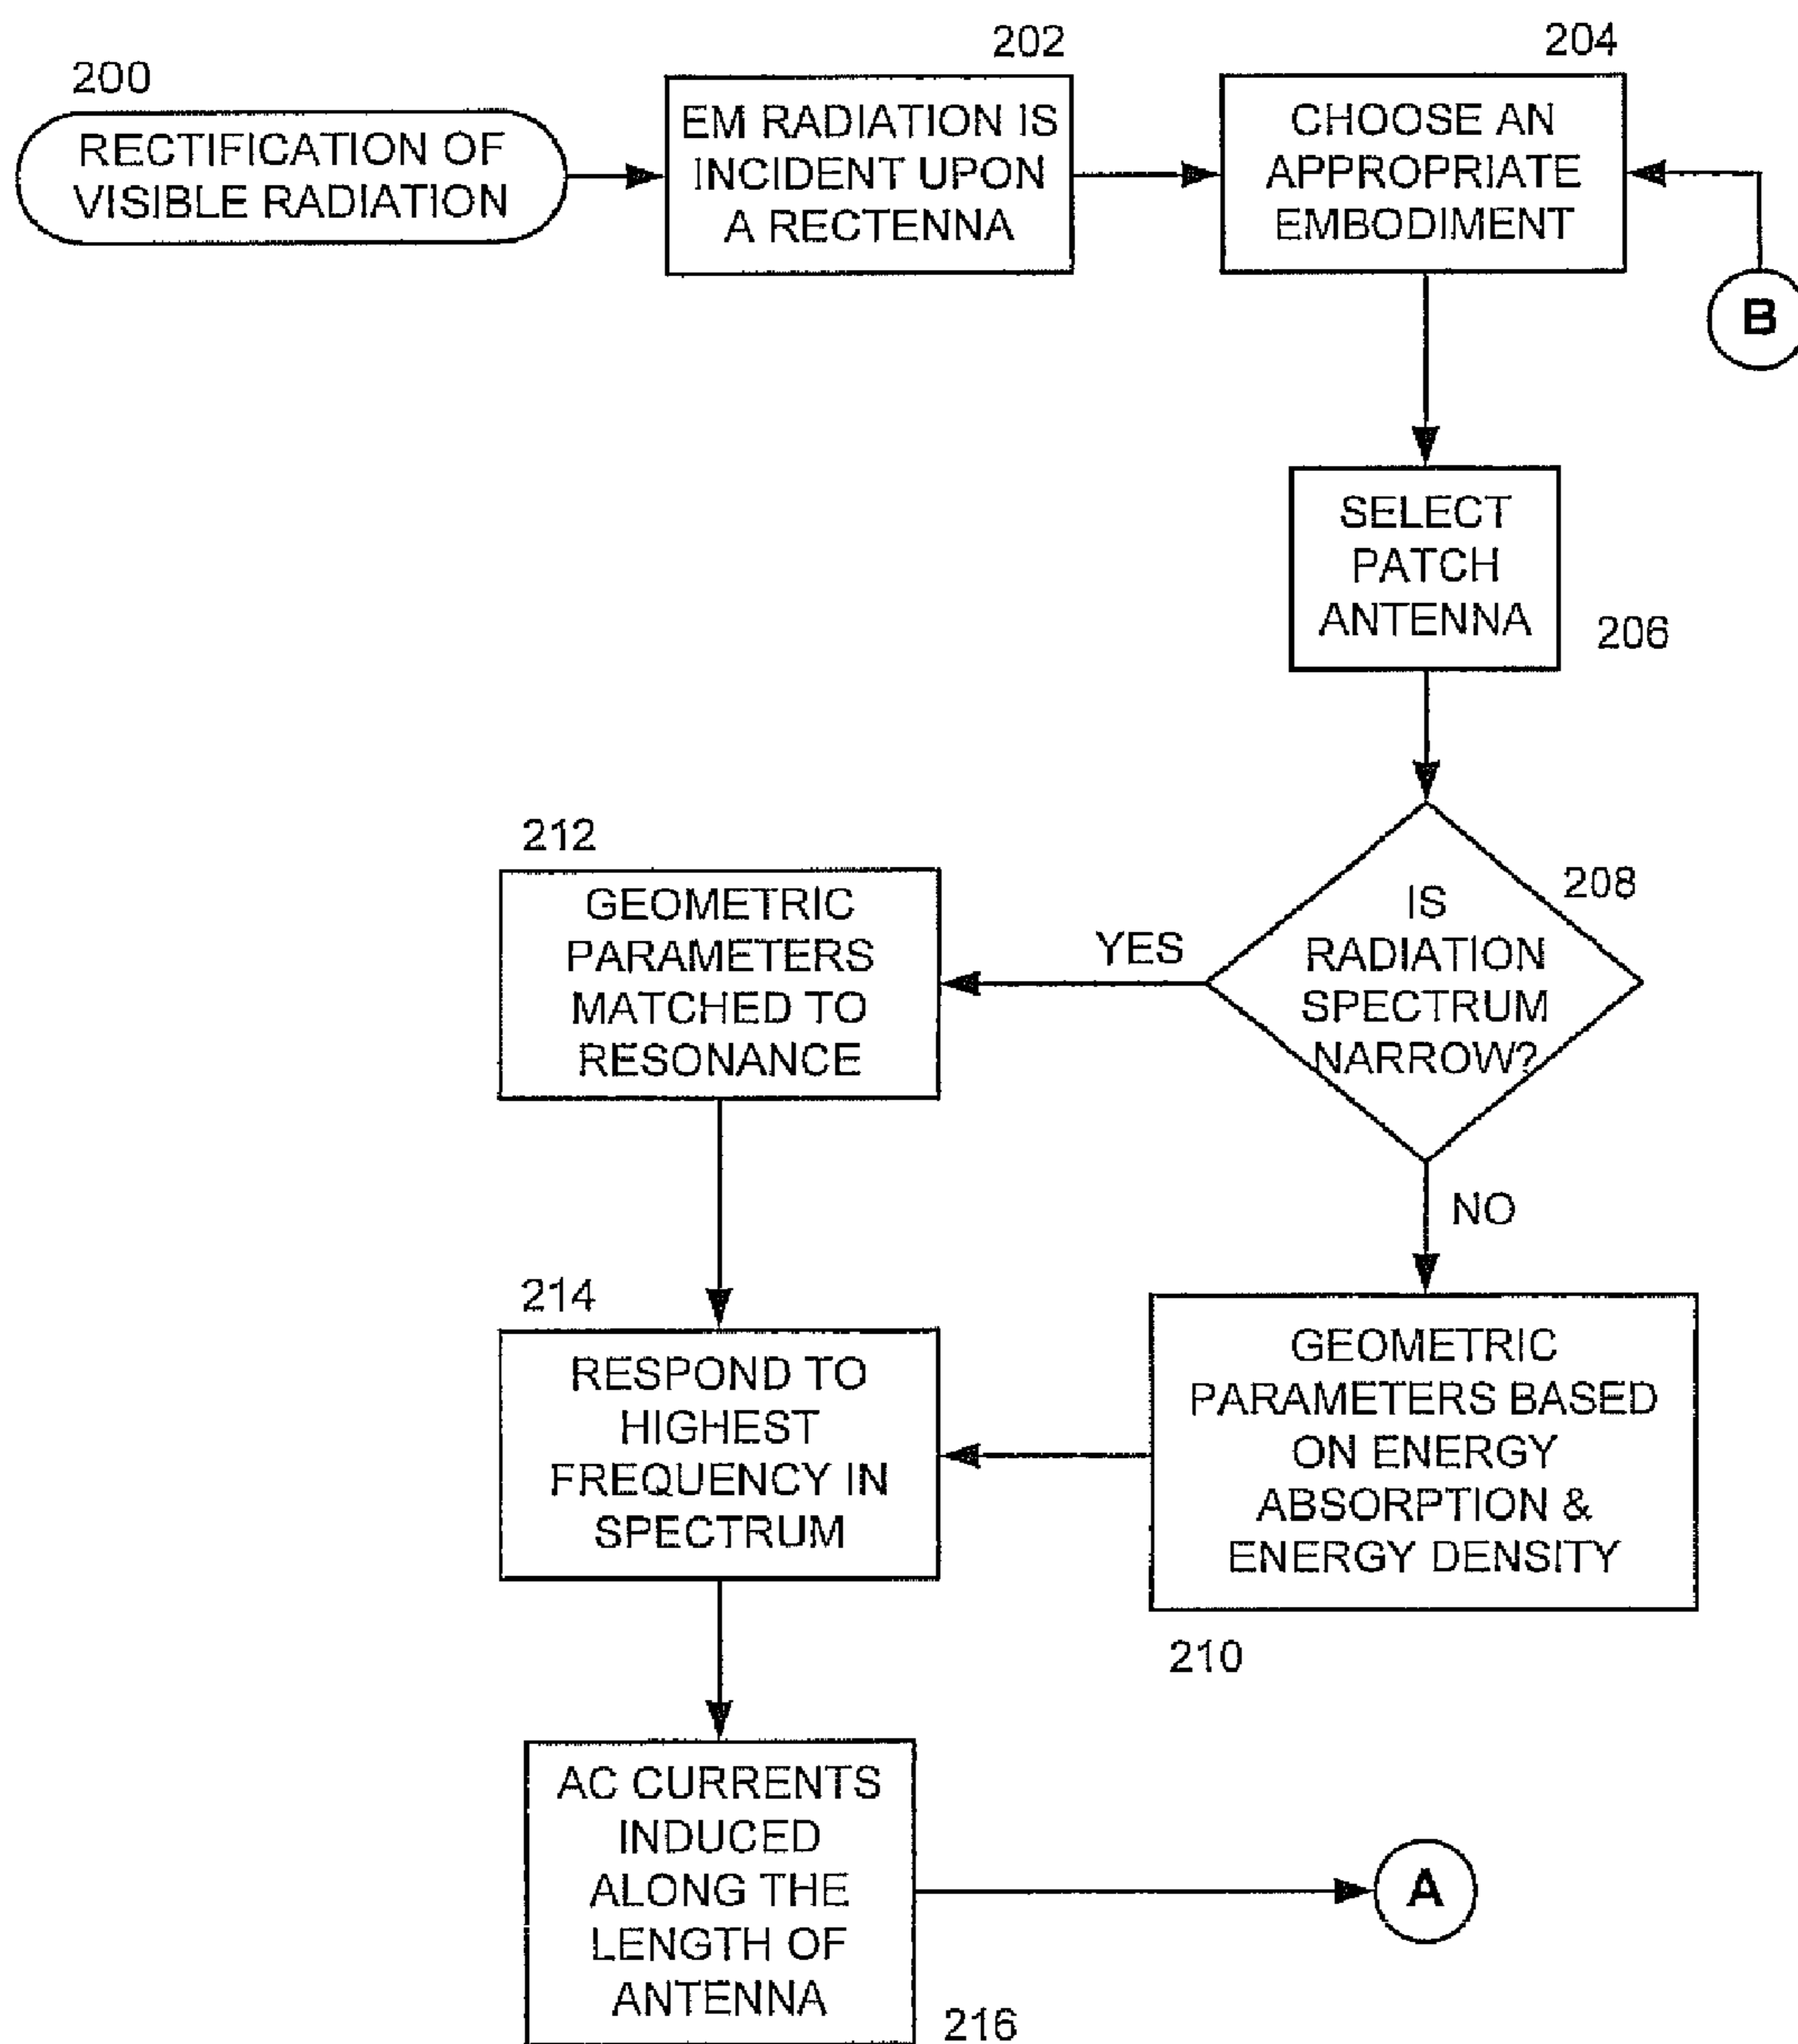 200
RECTIFICATION OF
VISIBLE RADIATION
202
EM RADIATION IS
INCIDENT UPON
A RECTENNA
204
CHOOSE AN
APPROPRIATE
EMBODIMENT
B
SELECT
PATCH
ANTENNA
206
208
IS
RADIATION
SPECTRUM
NARROW?
YES
NO
212
GEOMETRIC
PARAMETERS
MATCHED TO
RESONANCE
214
RESPOND TO
HIGHEST
FREQUENCY IN
SPECTRUM
GEOMETRIC
PARAMETERS BASED
ON ENERGY
ABSORPTION &
ENERGY DENSITY
210
AC CURRENTS
INDUCED
ALONG THE
LENGTH OF
ANTENNA
216
A